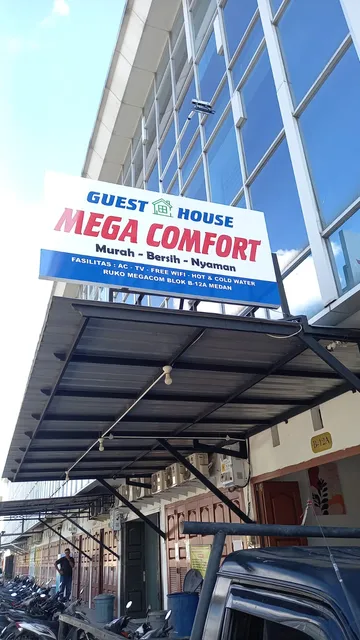 GUEST HOUSE
MEGA COMFORT
Murah - Bersih - Nyaman
FASILITAS : AC - TV - FREE WIFI - HOT & COLD WATER
RUKO MEGACOM BLOK B-12A MEDAN
B-12A